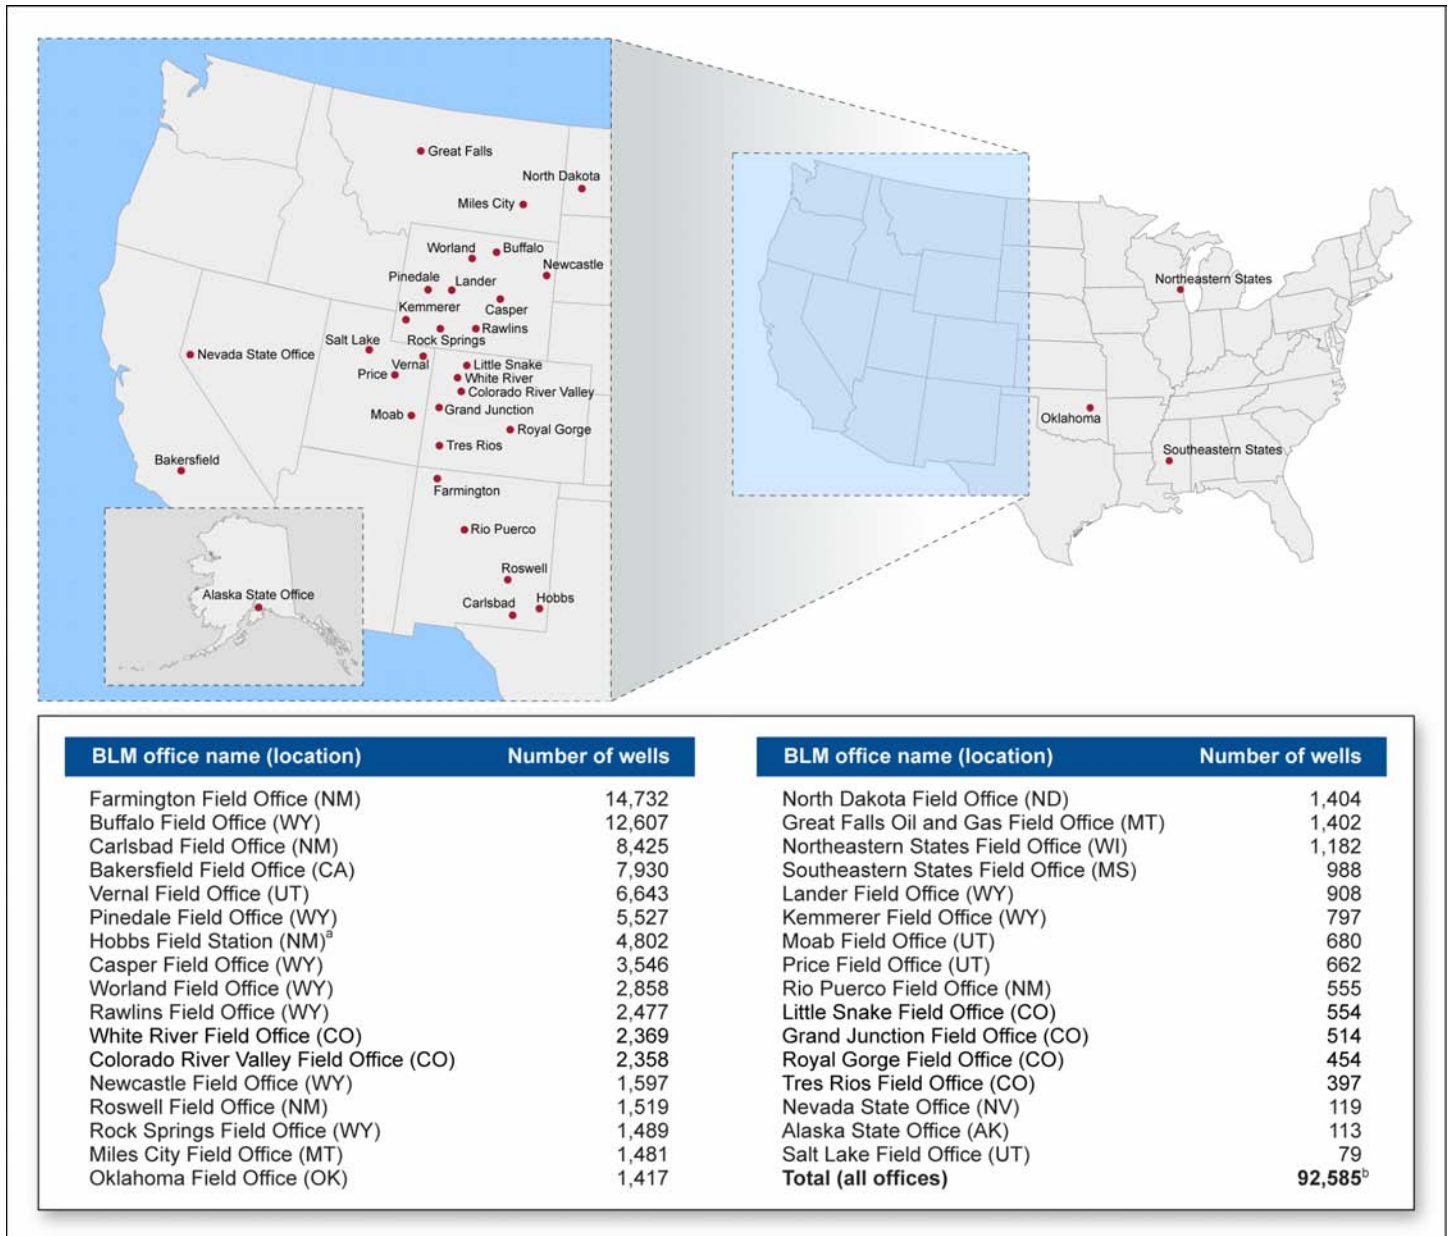 Great Falls
North Dakota
Miles City
Worland
Buffalo
Newcastle
Pinedale
Lander
Kemmerer
Casper
Rawlins
Rock Springs
Salt Lake
Nevada State Office
Vernal
Little Snake
Price
White River
Colorado River Valley
Moab
Grand Junction
Royal Gorge
Tres Rios
Bakersfield
Farmington
Rio Puerco
Roswell
Carlsbad
Hobbs
Alaska State Office
Northeastern States
Oklahoma
Southeastern States
BLM office name (location) Number of wells
Farmington Field Office (NM) 14,732
Buffalo Field Office (WY) 12,607
Carlsbad Field Office (NM) 8,425
Bakersfield Field Office (CA) 7,930
Vernal Field Office (UT) 6,643
Pinedale Field Office (WY) 5,527
Hobbs Field Station (NM)a 4,802
Casper Field Office (WY) 3,546
Worland Field Office (WY) 2,858
Rawlins Field Office (WY) 2,477
White River Field Office (CO) 2,369
Colorado River Valley Field Office (CO) 2,358
Newcastle Field Office (WY) 1,597
Roswell Field Office (NM) 1,519
Rock Springs Field Office (WY) 1,489
Miles City Field Office (MT) 1,481
Oklahoma Field Office (OK) 1,417
BLM office name (location) Number of wells
North Dakota Field Office (ND) 1,404
Great Falls Oil and Gas Field Office (MT) 1,402
Northeastern States Field Office (WI) 1,182
Southeastern States Field Office (MS) 988
Lander Field Office (WY) 908
Kemmerer Field Office (WY) 797
Moab Field Office (UT) 680
Price Field Office (UT) 662
Rio Puerco Field Office (NM) 555
Little Snake Field Office (CO) 554
Grand Junction Field Office (CO) 514
Royal Gorge Field Office (CO) 454
Tres Rios Field Office (CO) 397
Nevada State Office (NV) 119
Alaska State Office (AK) 113
Salt Lake Field Office (UT) 79
Total (all offices) 92,585b